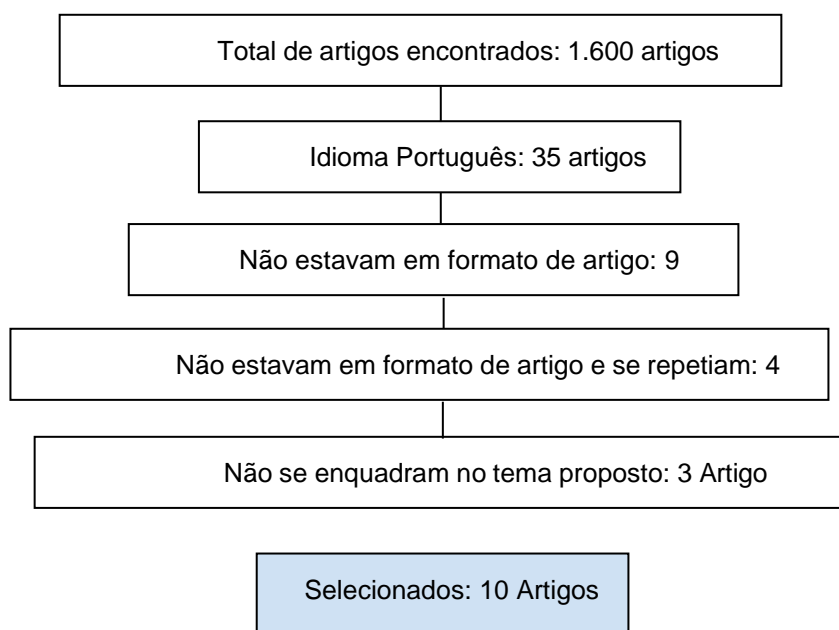 Total de artigos encontrados: 1.600 artigos
Idioma Português: 35 artigos
Não estavam em formato de artigo: 9
Não estavam em formato de artigo e se repetiam: 4
Não se enquadram no tema proposto: 3 Artigo
Selecionados: 10 Artigos